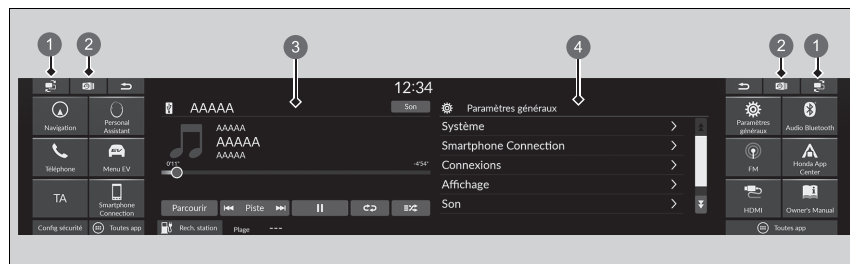 1
2
3
4
2
1
12:34
Navigation
Personal Assistant
Téléphone
Menu EV
TA
Smartphone Connection
Config sécurité
Toutes app
AAAAA
Son
AAAAA
AAAAA
AAAAA
0'11"
-4'54"
Parcourir
Piste
Rech. station
Plage
---
Paramètres généraux
Système
Smartphone Connection
Connexions
Affichage
Son
Paramètres généraux
Audio Bluetooth
FM
Honda App Center
HDMI
Owner's Manual
Toutes app